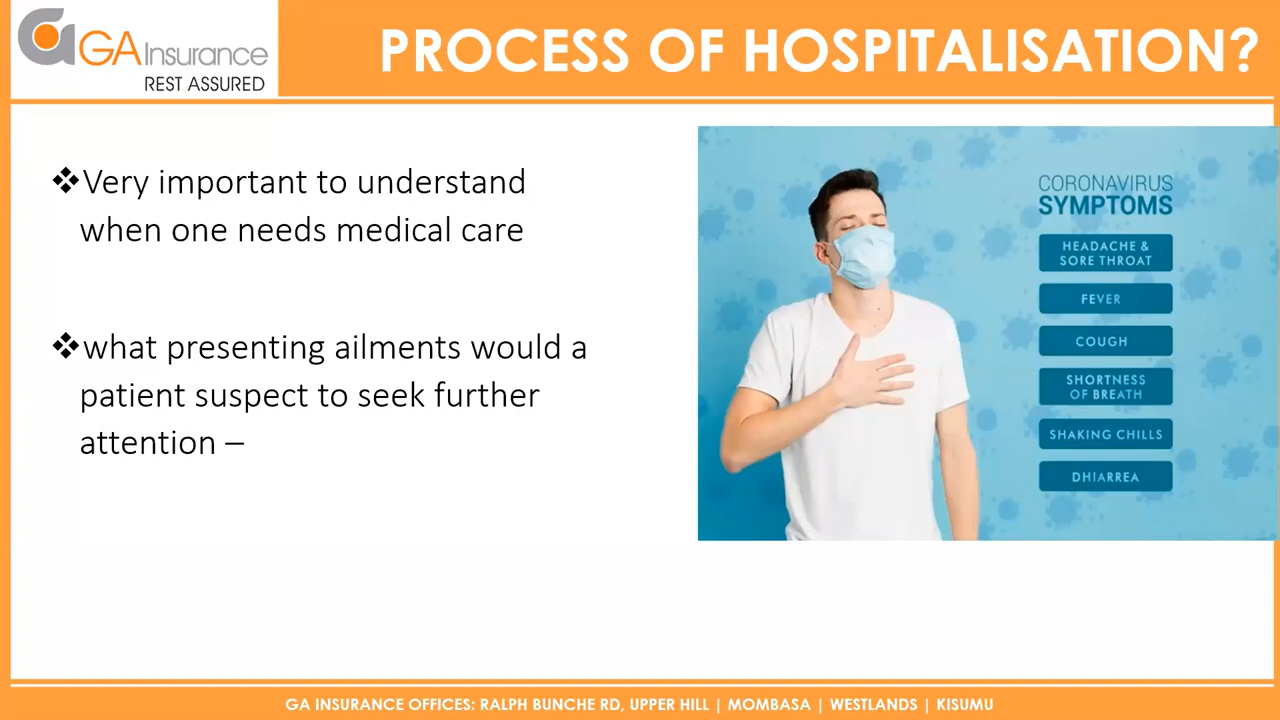 GA Insurance
REST ASSURED
PROCESS OF HOSPITALISATION?
❖Very important to understand
when one needs medical care
❖what presenting ailments would a
patient suspect to seek further
attention –
CORONAVIRUS
SYMPTOMS
HEADACHE &
SORE THROAT
FEVER
COUGH
SHORTNESS
OF BREATH
SHAKING CHILLS
DHIARREA
GA INSURANCE OFFICES: RALPH BUNCHE RD, UPPER HILL | MOMBASA | WESTLANDS | KISUMU